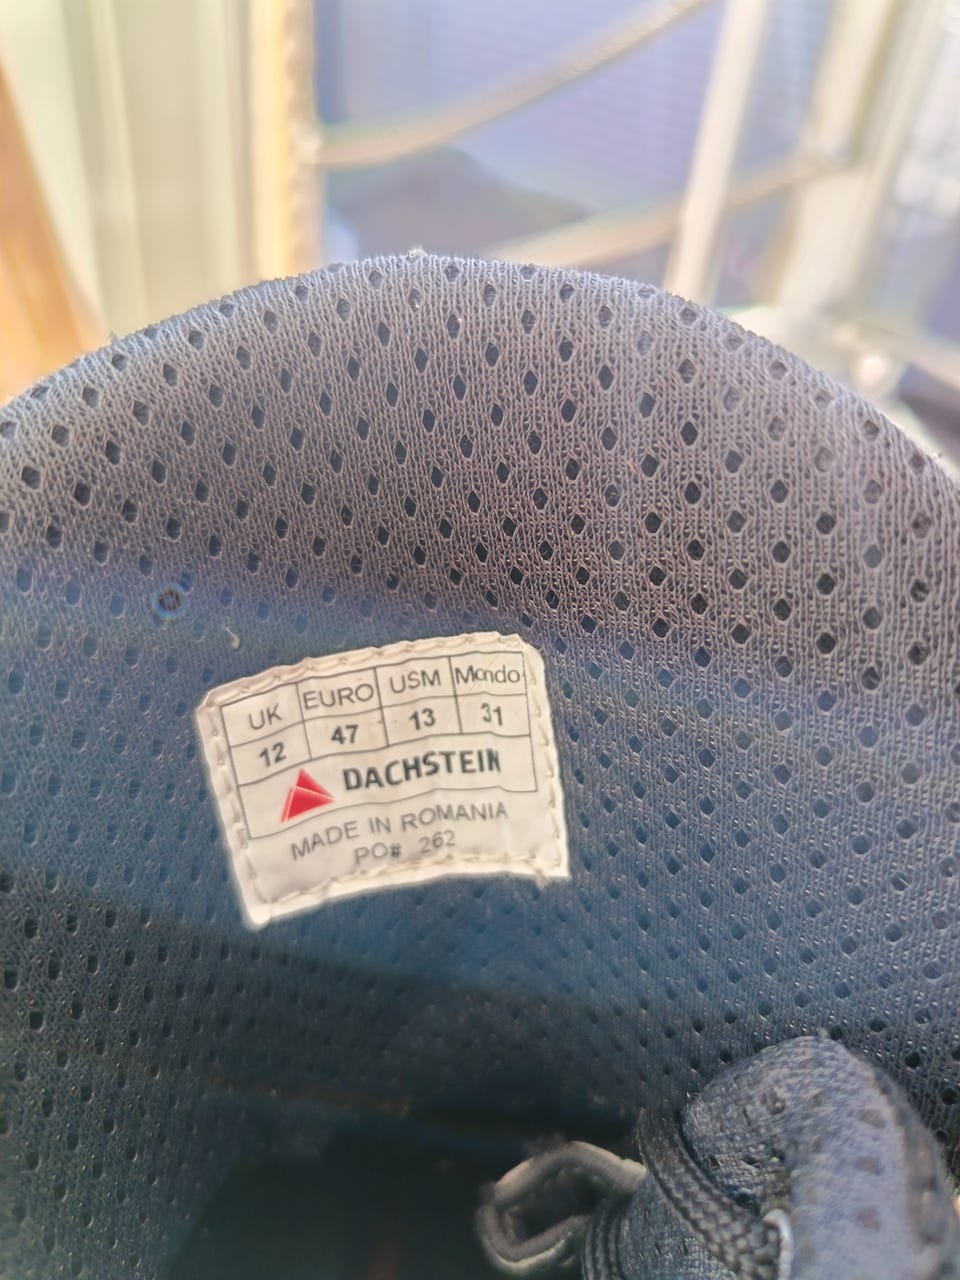 UK EURO USM Mondo
12 47 13 31
DACHSTEIN
MADE IN ROMANIA
PO# 262